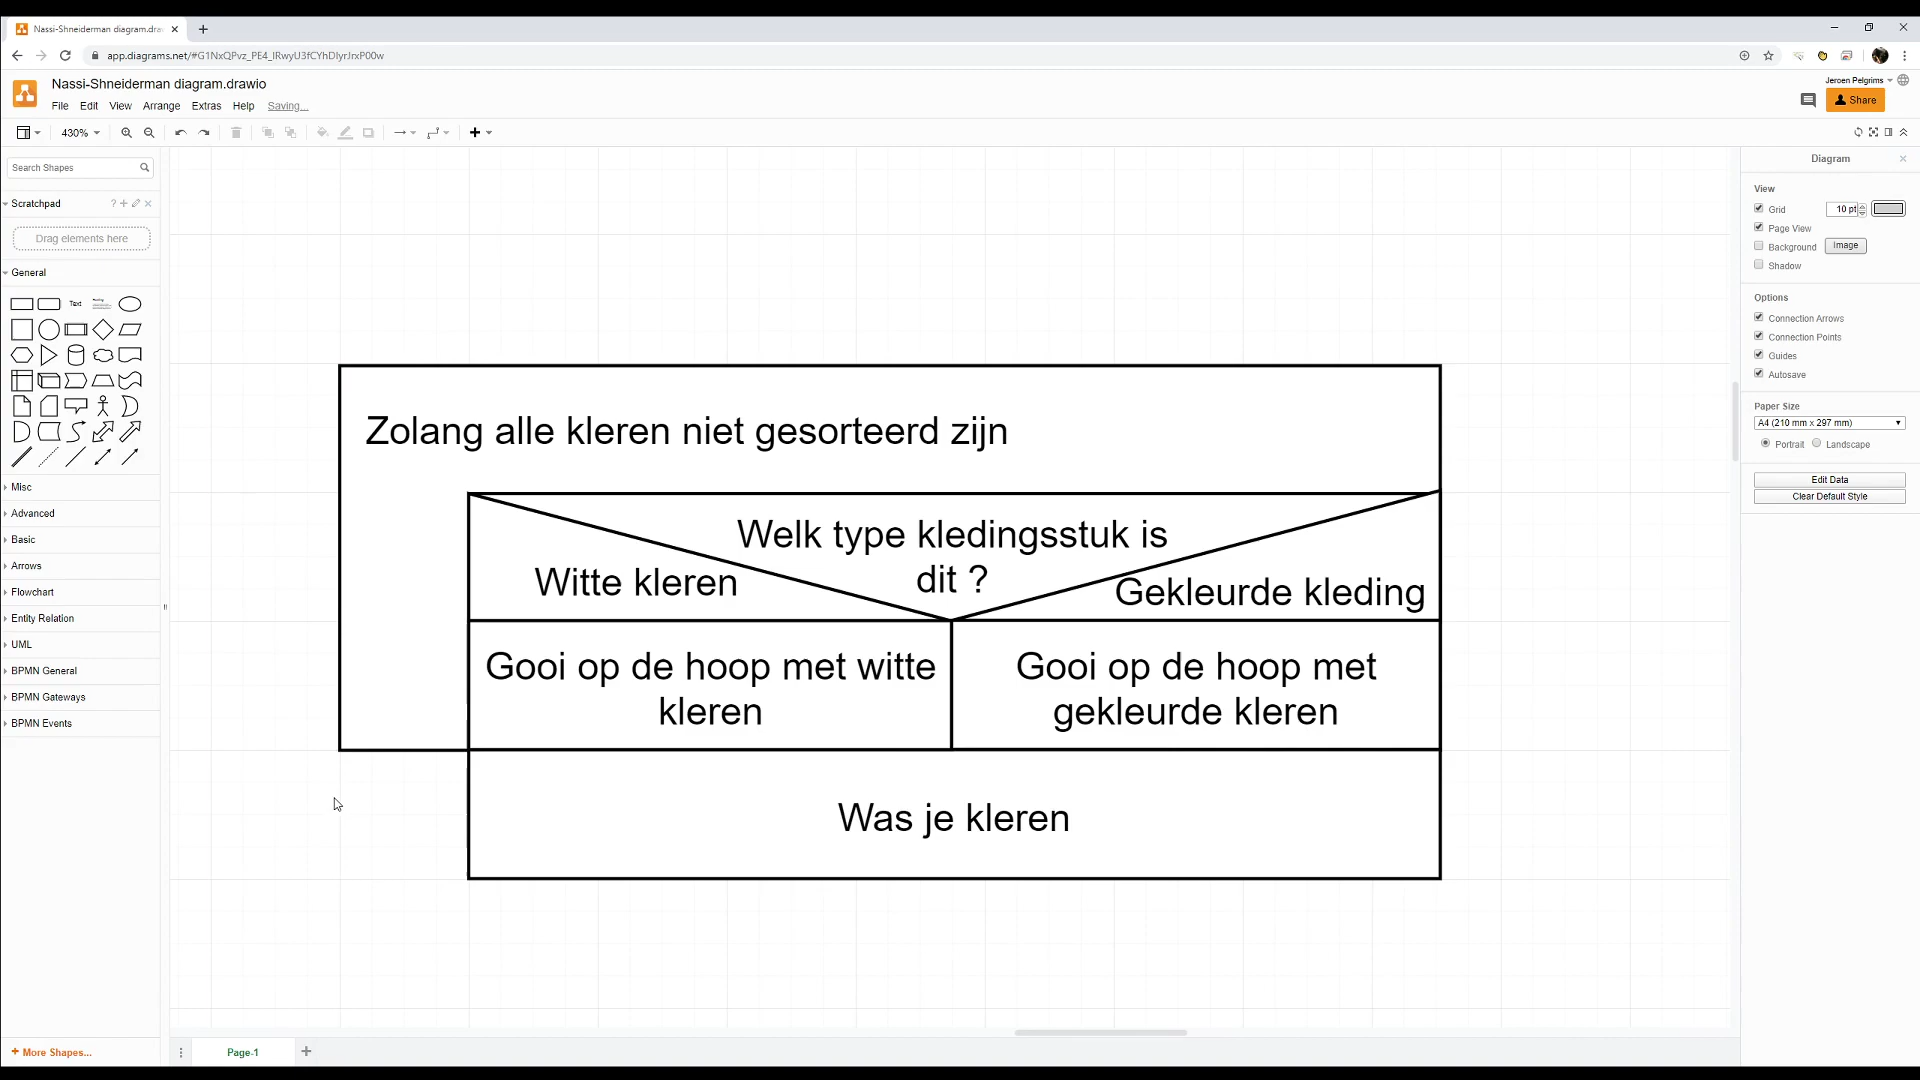 Nassi-Shneiderman diagram.dra
app.diagrams.net/#G1NxQPvz_PE4_lRwyU3fCYhDlyrJrxP00w
Nassi-Shneiderman diagram.drawio
Jeroen Pelgrims
File Edit View Arrange Extras Help Saving...
Share
430%
Search Shapes
Diagram
View
Scratchpad
Grid 10 pt
Page View
Drag elements here
Background Image
Shadow
General
Options
Text
Connection Arrows
Connection Points
Guides
Autosave
Paper Size
A4 (210 mm x 297 mm)
Portrait Landscape
Edit Data
Clear Default Style
Misc
Advanced
Basic
Arrows
Flowchart
Entity Relation
UML
BPMN General
BPMN Gateways
BPMN Events
Zolang alle kleren niet gesorteerd zijn
Welk type kledingsstuk is
dit ?
Witte kleren
Gekleurde kleding
Gooi op de hoop met witte
kleren
Gooi op de hoop met
gekleurde kleren
Was je kleren
+ More Shapes...
Page-1